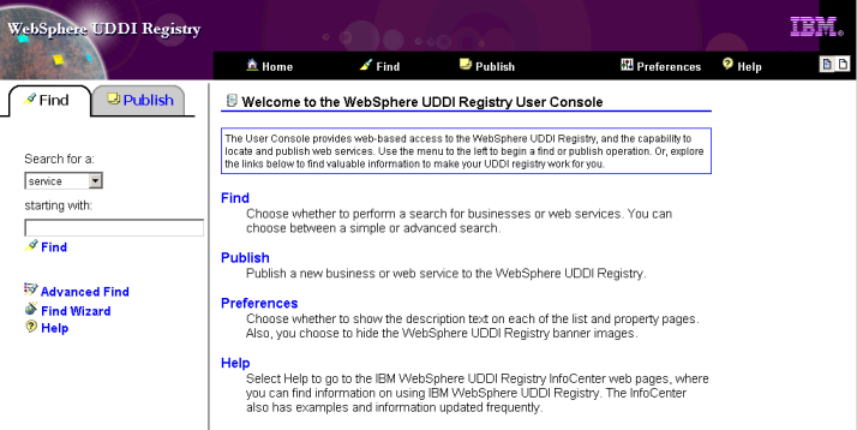 WebSphere UDDI Registry
IBM.
Home Find Publish Preferences Help
Find Publish
Search for a:
service
starting with:
Find
Advanced Find
Find Wizard
Help
Welcome to the WebSphere UDDI Registry User Console
The User Console provides web-based access to the WebSphere UDDI Registry, and the capability to
locate and publish web services. Use the menu to the left to begin a find or publish operation. Or, explore
the links below to find valuable information to make your UDDI registry work for you.
Find
Choose whether to perform a search for businesses or web services. You can
choose between a simple or advanced search.
Publish
Publish a new business or web service to the WebSphere UDDI Registry.
Preferences
Choose whether to show the description text on each of the list and property pages.
Also, you choose to hide the WebSphere UDDI Registry banner images.
Help
Select Help to go to the IBM WebSphere UDDI Registry InfoCenter web pages, where
you can find information on using IBM WebSphere UDDI Registry. The InfoCenter
also has examples and information updated frequently.